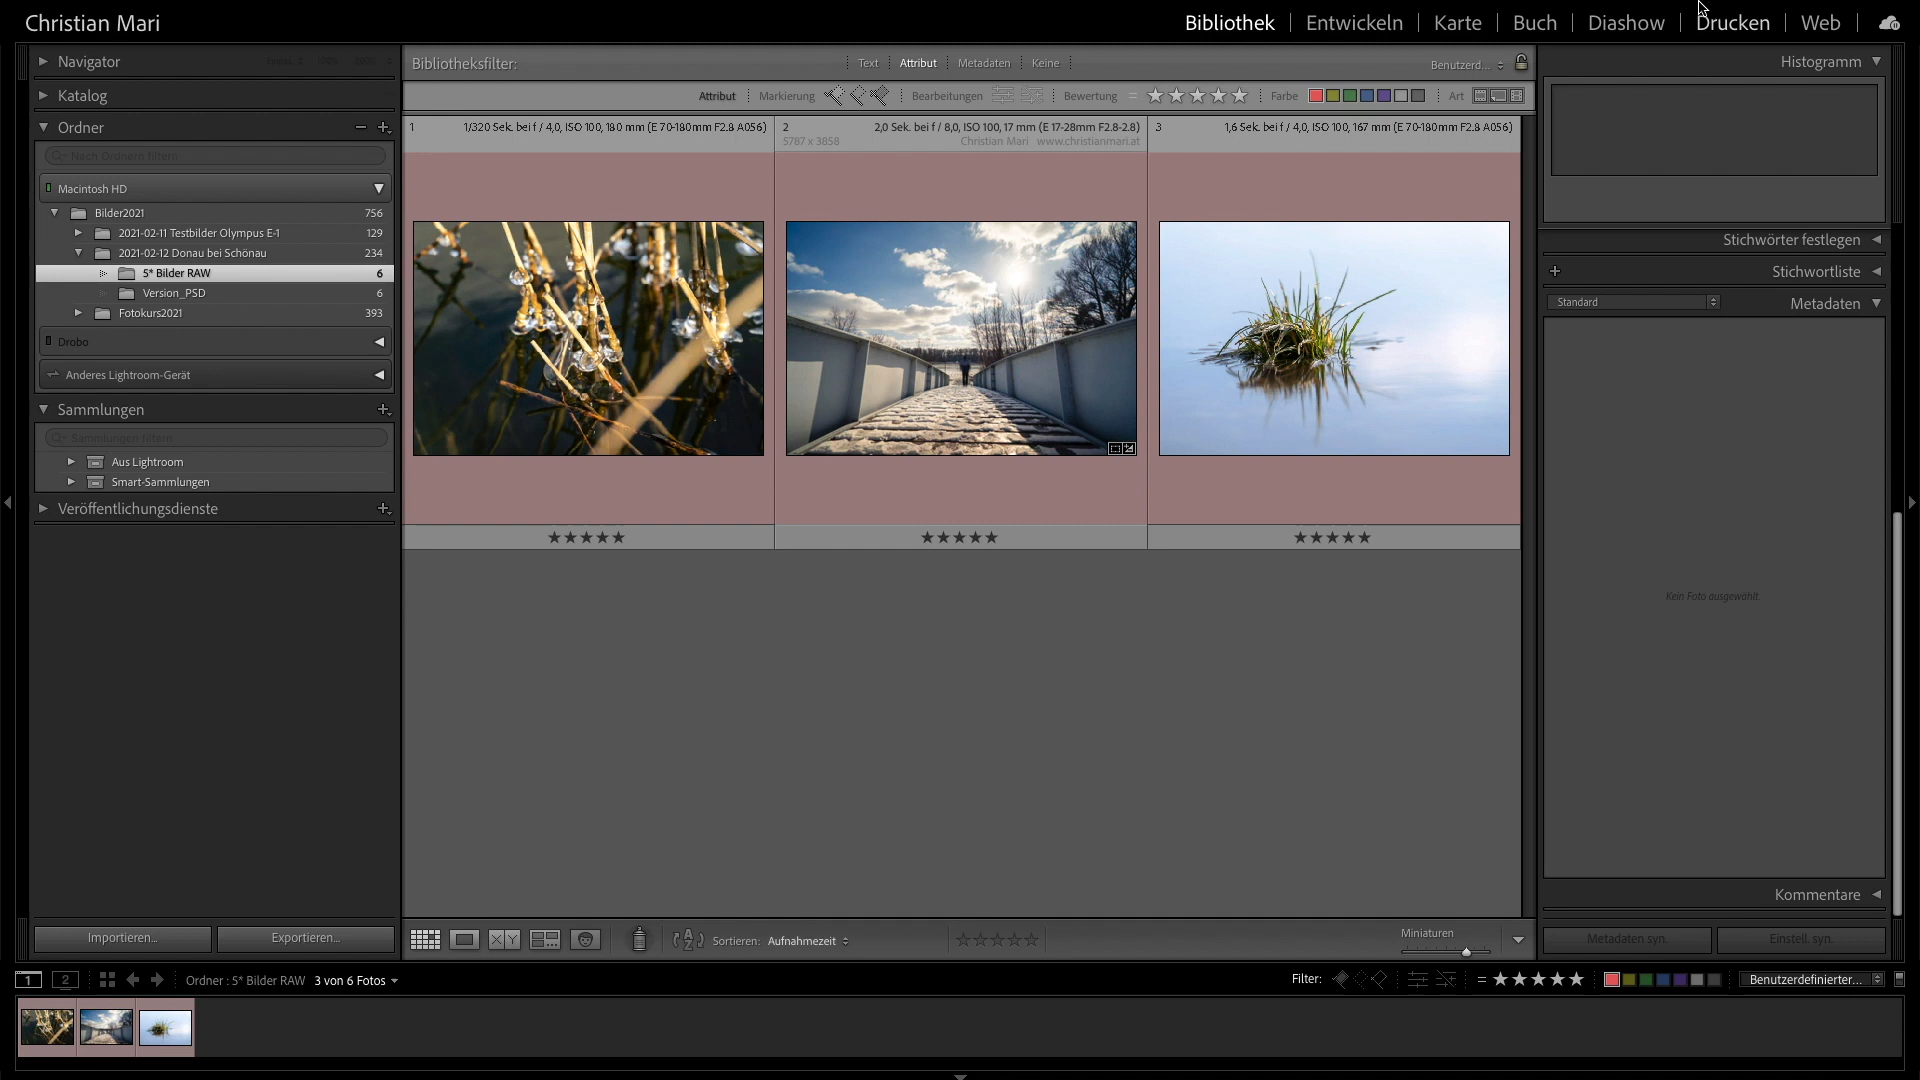 Christian Mari
Bibliothek | Entwickeln | Karte | Buch | Diashow | Drucken | Web
Navigator
Katalog
Ordner
Nach Ordnern filtern
Macintosh HD
Bilder2021 756
2021-02-11 Testbilder Olympus E-1 129
2021-02-12 Donau bei Schönau 234
5* Bilder RAW 6
Version_PSD 6
Fotokurs2021 393
Drobo
Anderes Lightroom-Gerät
Sammlungen
Sammlungen filtern
Aus Lightroom
Smart-Sammlungen
Veröffentlichungsdienste
Importieren...
Exportieren...
Bibliotheksfilter:
Text Attribut Metadaten Keine
Benutzerd...
Attribut Markierung Bearbeitungen Bewertung = Farbe Art
1 1/320 Sek. bei f / 4,0, ISO 100, 180 mm (E 70-180mm F2.8 A056)
2 2,0 Sek. bei f / 8,0, ISO 100, 17 mm (E 17-28mm F2.8-2.8)
5787 x 3858 Christian Mari www.christianmari.at
3 1,6 Sek. bei f / 4,0, ISO 100, 167 mm (E 70-180mm F2.8 A056)
★★★★★
★★★★★
★★★★★
XY
Sortieren: Aufnahmezeit
Miniaturen
Histogramm
Stichwörter festlegen
Stichwortliste
Standard
Metadaten
Kein Foto ausgewählt.
Kommentare
Metadaten syn.
Einstell. syn.
1 2 Ordner : 5* Bilder RAW 3 von 6 Fotos
Filter: = ★★★★★ Benutzerdefinierter...